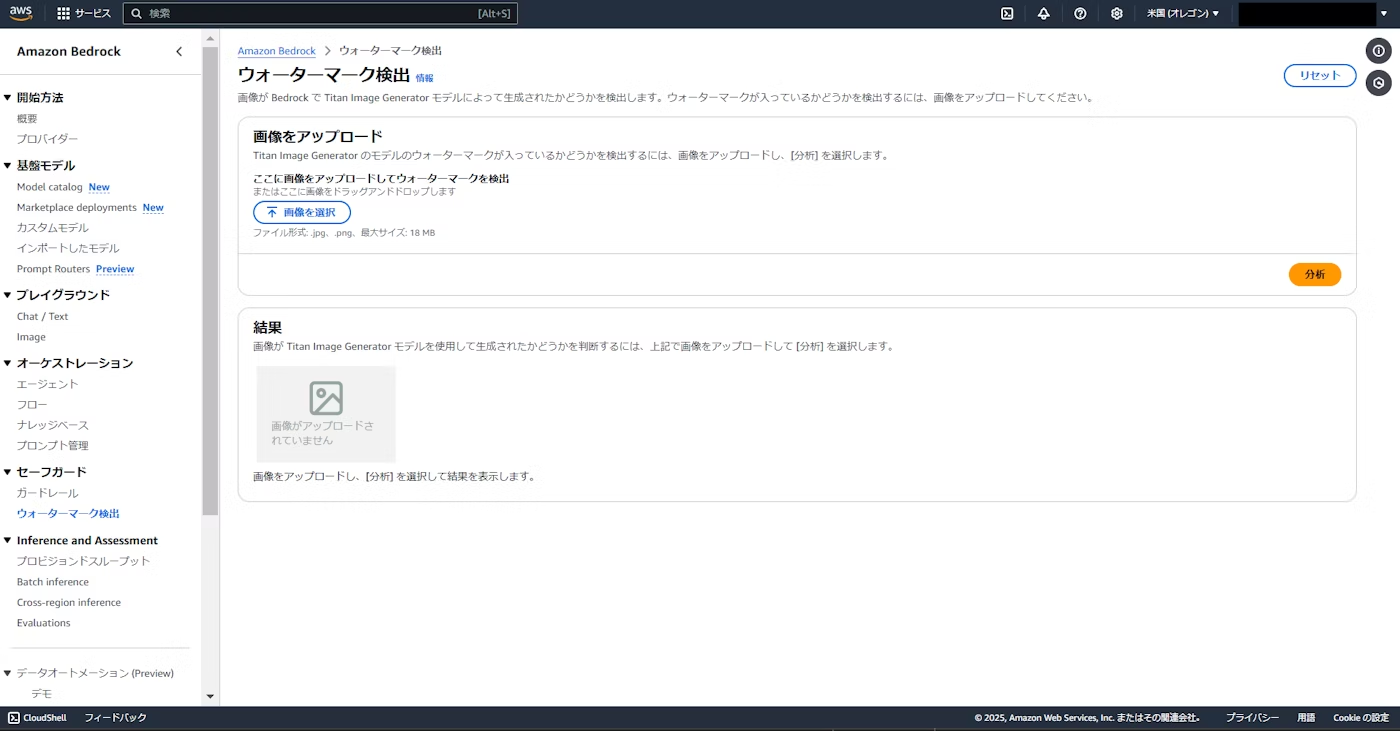 aws
サービス
検索
[Alt+S]
米国 (オレゴン) ▼
Amazon Bedrock
開始方法
概要
プロバイダー
基盤モデル
Model catalog New
Marketplace deployments New
カスタムモデル
インポートしたモデル
Prompt Routers Preview
プレイグラウンド
Chat / Text
Image
オーケストレーション
エージェント
フロー
ナレッジベース
プロンプト管理
セーフガード
ガードレール
ウォーターマーク検出
Inference and Assessment
プロビジョンドスループット
Batch inference
Cross-region inference
Evaluations
データオートメーション (Preview)
デモ
Amazon Bedrock > ウォーターマーク検出
ウォーターマーク検出 情報
リセット
画像が Bedrock で Titan Image Generator モデルによって生成されたかどうかを検出します。ウォーターマークが入っているかどうかを検出するには、画像をアップロードしてください。
画像をアップロード
Titan Image Generator のモデルのウォーターマークが入っているかどうかを検出するには、画像をアップロードし、[分析] を選択します。
ここに画像をアップロードしてウォーターマークを検出
またはここに画像をドラッグアンドドロップします
画像を選択
ファイル形式: .jpg、.png、最大サイズ: 18 MB
分析
結果
画像が Titan Image Generator モデルを使用して生成されたかどうかを判断するには、上記で画像をアップロードして [分析] を選択します。
画像がアップロードさ
れていません
画像をアップロードし、[分析] を選択して結果を表示します。
CloudShell
フィードバック
© 2025, Amazon Web Services, Inc. またはその関連会社。
プライバシー
用語
Cookie の設定